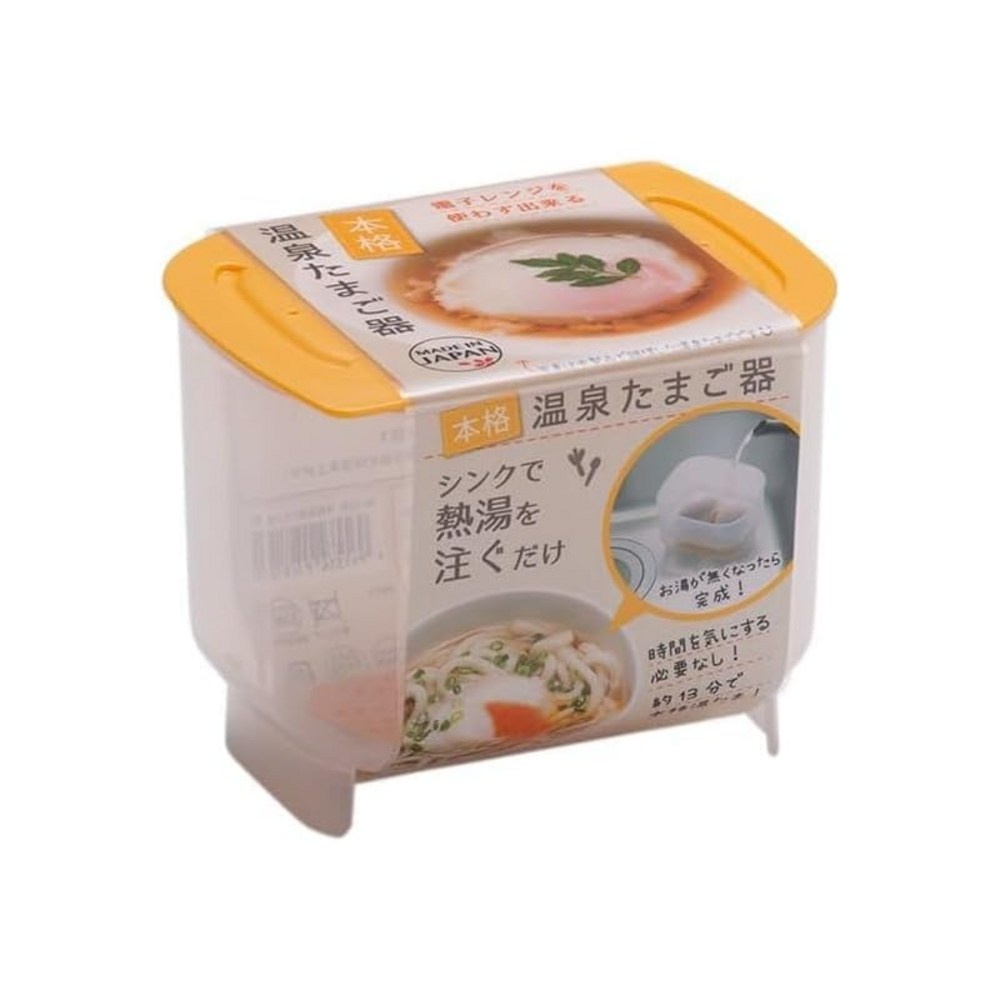 電子レンジを
使わず出来る
本格
温泉たまご器
MADE IN
JAPAN
本格 温泉たまご器
シンクで
熱湯を
注ぐだけ
お湯が無くなったら
完成！
時間を気にする
必要なし！
約13分で